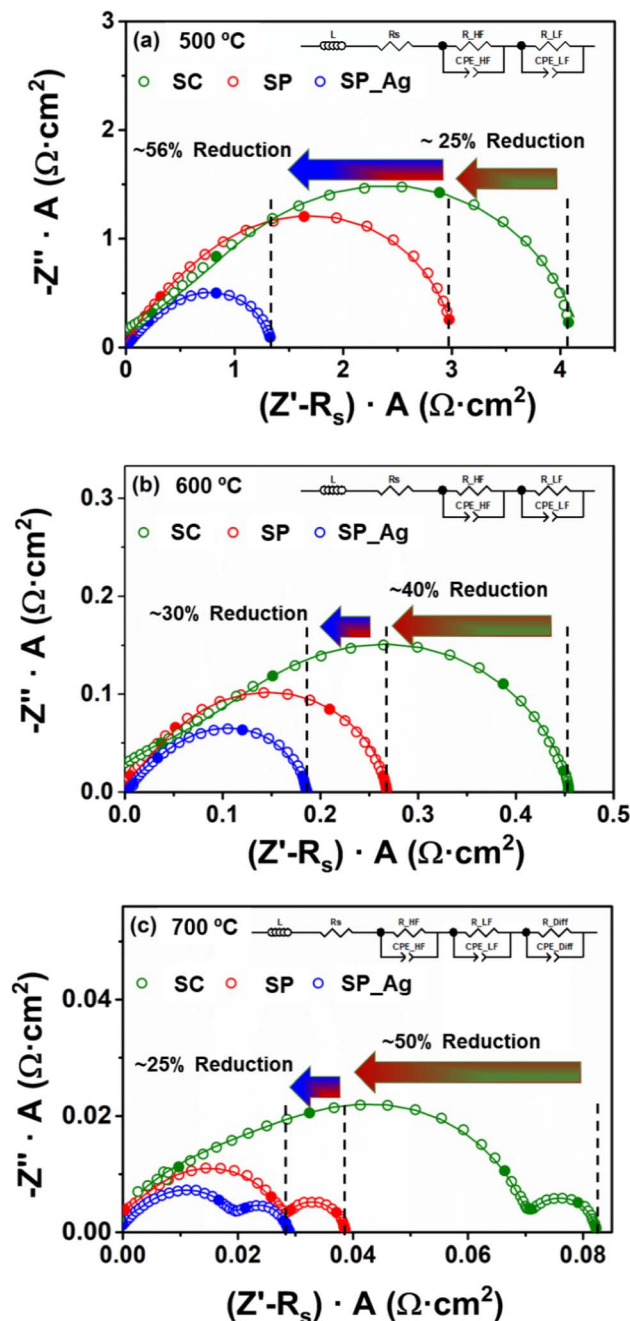 (a) 500 ºC
L Rs R_HF R_LF
CPE_HF CPE_LF
SC SP SP_Ag
~56% Reduction
~ 25% Reduction
3
2
1
0
-Z'' · A (Ω·cm²)
0 1 2 3 4
(Z'-Rₛ) · A (Ω·cm²)
(b) 600 ºC
L Rs R_HF R_LF
CPE_HF CPE_LF
SC SP SP_Ag
~30% Reduction
~40% Reduction
0.3
0.2
0.1
0.0
-Z'' · A (Ω·cm²)
0.0 0.1 0.2 0.3 0.4 0.5
(Z'-Rₛ) · A (Ω·cm²)
(c) 700 ºC
L Rs R_HF R_LF R_Diff
CPE_HF CPE_LF CPE_Diff
SC SP SP_Ag
~25% Reduction
~50% Reduction
0.04
0.02
0.00
-Z'' · A (Ω·cm²)
0.00 0.02 0.04 0.06 0.08
(Z'-Rₛ) · A (Ω·cm²)